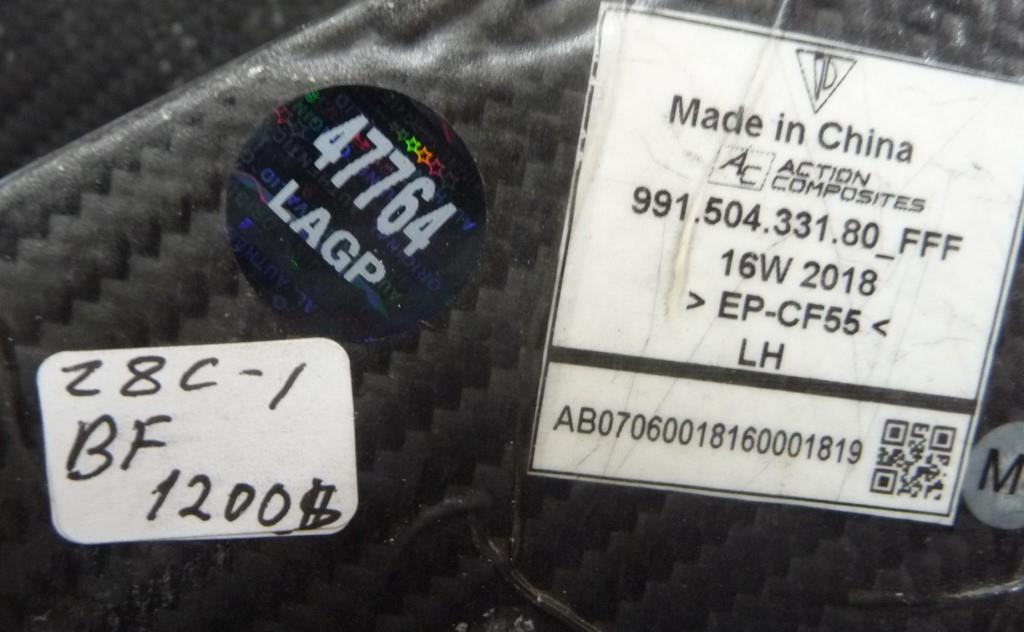 47764
LAGP
Z8C-1
BF
1200$
Made in China
AC ACTION
COMPOSITES
991.504.331.80_FFF
16W 2018
> EP-CF55 <
LH
AB07060018160001819
M